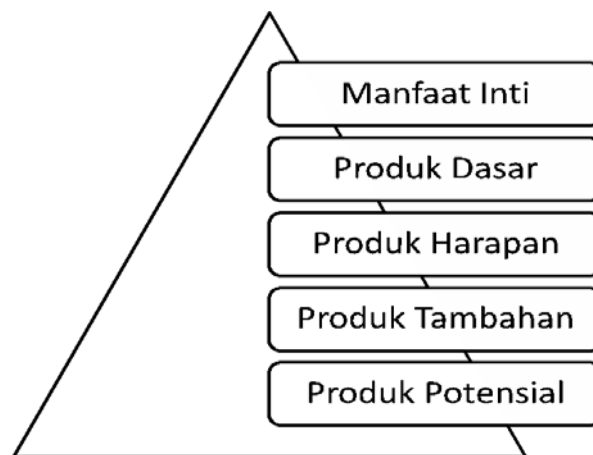 Manfaat Inti
Produk Dasar
Produk Harapan
Produk Tambahan
Produk Potensial